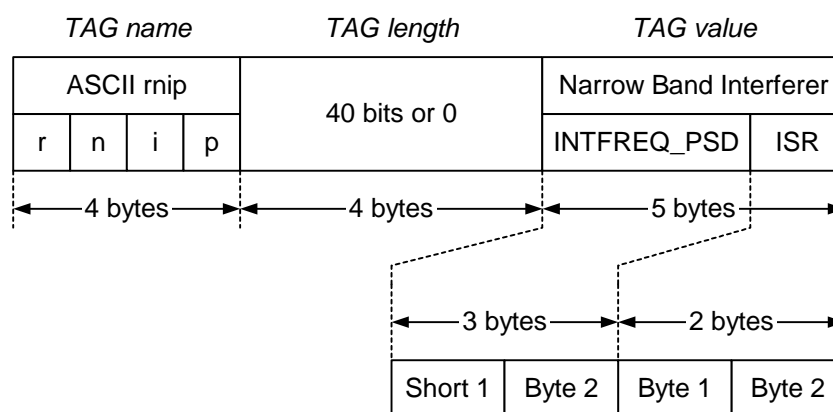 TAG name TAG length TAG value
ASCII rnip 40 bits or 0 Narrow Band Interferer
r n i p INTFREQ_PSD ISR
4 bytes 4 bytes 5 bytes
3 bytes 2 bytes
Short 1 Byte 2 Byte 1 Byte 2